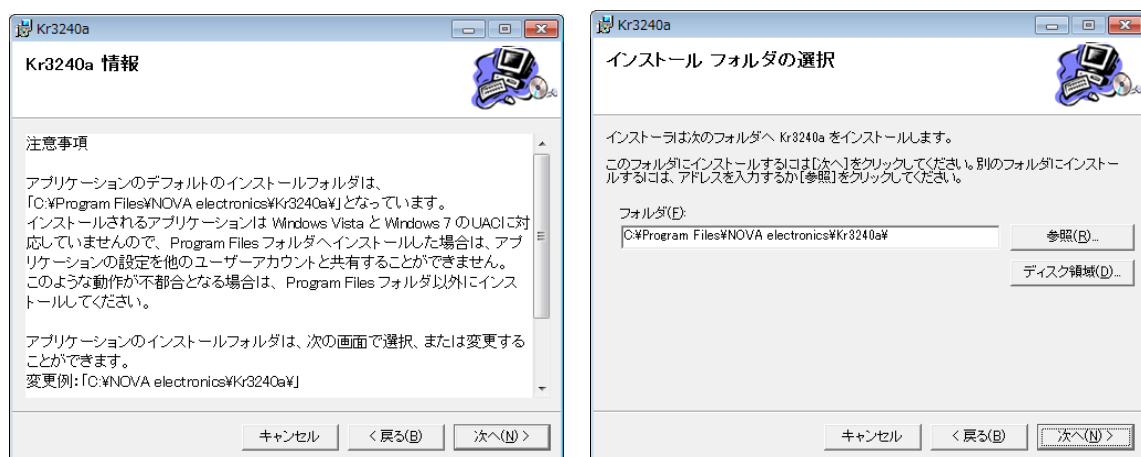 Kr3240a
Kr3240a 情報
注意事項
アプリケーションのデフォルトのインストールフォルダは、
「C:¥Program Files¥NOVA electronics¥Kr3240a¥」となっています。
インストールされるアプリケーションは Windows Vista と Windows 7 のUACに対
応していませんので、Program Files フォルダへインストールした場合は、アプ
リケーションの設定を他のユーザーアカウントと共有することができません。
このような動作が不都合となる場合は、Program Files フォルダ以外にインス
トールしてください。
アプリケーションのインストールフォルダは、次の画面で選択、または変更する
ことができます。
変更例:「C:¥NOVA electronics¥Kr3240a¥」
キャンセル
< 戻る(B)
次へ(N) >
Kr3240a
インストール フォルダの選択
インストーラは次のフォルダへ Kr3240a をインストールします。
このフォルダにインストールするには[次へ]をクリックしてください。別のフォルダにインストー
ルするには、アドレスを入力するか[参照]をクリックしてください。
フォルダ(F):
C:¥Program Files¥NOVA electronics¥Kr3240a¥
参照(R)...
ディスク領域(D)...
キャンセル
< 戻る(B)
次へ(N) >